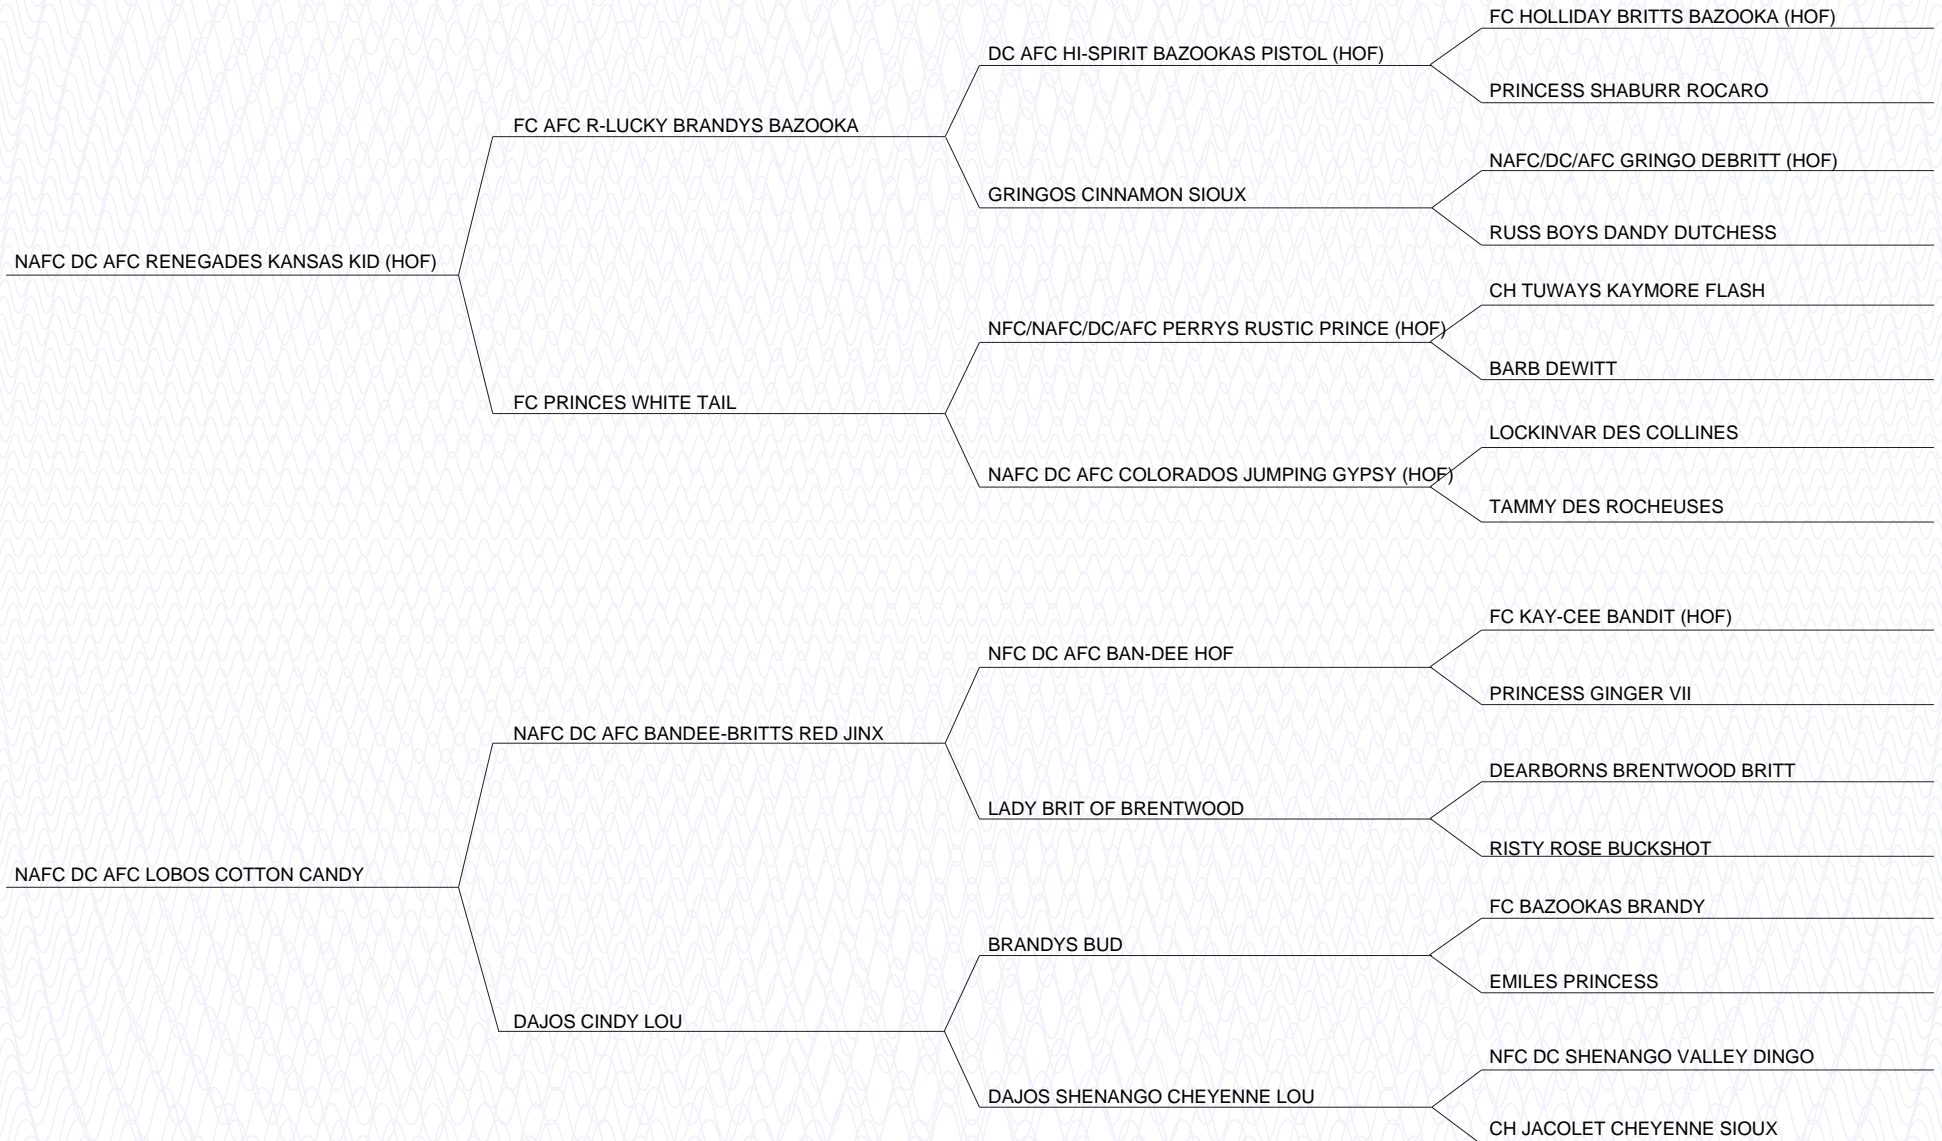 FC HOLLIDAY BRITTS BAZOOKA (HOF)
DC AFC HI-SPIRIT BAZOOKAS PISTOL (HOF)
PRINCESS SHABURR ROCARO
FC AFC R-LUCKY BRANDYS BAZOOKA
NAFC/DC/AFC GRINGO DEBRITT (HOF)
GRINGOS CINNAMON SIOUX
RUSS BOYS DANDY DUTCHESS
NAFC DC AFC RENEGADES KANSAS KID (HOF)
CH TUWAYS KAYMORE FLASH
NFC/NAFC/DC/AFC PERRYS RUSTIC PRINCE (HOF)
BARB DEWITT
FC PRINCES WHITE TAIL
LOCKINVAR DES COLLINES
NAFC DC AFC COLORADOS JUMPING GYPSY (HOF)
TAMMY DES ROCHEUSES
FC KAY-CEE BANDIT (HOF)
NFC DC AFC BAN-DEE HOF
PRINCESS GINGER VII
NAFC DC AFC BANDEE-BRITTS RED JINX
DEARBORNS BRENTWOOD BRITT
LADY BRIT OF BRENTWOOD
RISTY ROSE BUCKSHOT
NAFC DC AFC LOBOS COTTON CANDY
FC BAZOOKAS BRANDY
BRANDYS BUD
EMILES PRINCESS
DAJOS CINDY LOU
NFC DC SHENANGO VALLEY DINGO
DAJOS SHENANGO CHEYENNE LOU
CH JACOLET CHEYENNE SIOUX